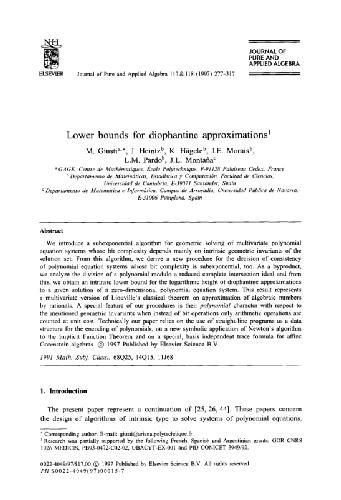 NH
ELSEVIER
JOURNAL OF
PURE AND
APPLIED ALGEBRA
Journal of Pure and Applied Algebra 117&118 (1997) 277-317
Lower bounds for diophantine approximations¹
M. Giusti, J. Heintz, K. Hägele, J.E. Morais,
L.M. Pardo, J.L. Montaña
GAGE, Centre de Mathématiques, École Polytechnique, F-91128 Palaiseau Cedex, France
Departamento de Matemáticas, Estadística y Computación, Facultad de Ciencias,
Universidad de Cantabria, E-39071 Santander, Spain
Departamento de Matemática e Informática, Campus de Arrosadía, Universidad Pública de Navarra,
E-31006 Pamplona, Spain
Abstract
We introduce a subexponential algorithm for geometric solving of multivariate polynomial
equation systems whose bit complexity depends mainly on intrinsic geometric invariants of the
solution set. From this algorithm, we derive a new procedure for the decision of consistency
of polynomial equation systems whose bit complexity is subexponential, too. As a byproduct,
we analyze the division of a polynomial modulo a reduced complete intersection ideal and from
this, we obtain an intrinsic lower bound for the logarithmic height of diophantine approximations
to a given solution of a zero-dimensional polynomial equation system. This result represents
a multivariate version of Liouville's classical theorem on approximation of algebraic numbers
by rationals. A special feature of our procedures is their polynomial character with respect to
the mentioned geometric invariants when instead of bit operations only arithmetic operations are
counted at unit cost. Technically our paper relies on the use of straight-line programs as a data
structure for the encoding of polynomials, on a new symbolic application of Newton's algorithm
to the Implicit Function Theorem and on a special, basis independent trace formula for affine
Gorenstein algebras. © 1997 Published by Elsevier Science B.V.
1991 Math. Subj. Class.: 68Q25, 14Q15, 11J68
1. Introduction
The present paper represent a continuation of [25, 26, 44]. These papers concern
the design of algorithms of intrinsic type to solve systems of polynomial equations,
Corresponding author. E-mail: giusti@ariana.polytechnique.fr
¹ Research was partially supported by the following French, Spanish and Argentinian grants: GDR CNRS
1026 MEDICIS, PB93-0472-C02-02, UBACYT-EX-001 and PID CONICET 3949/92.
0022-4049/97/$17.00 © 1997 Published by Elsevier Science B.V. All rights reserved
PII S0022-4049(97)00015-7